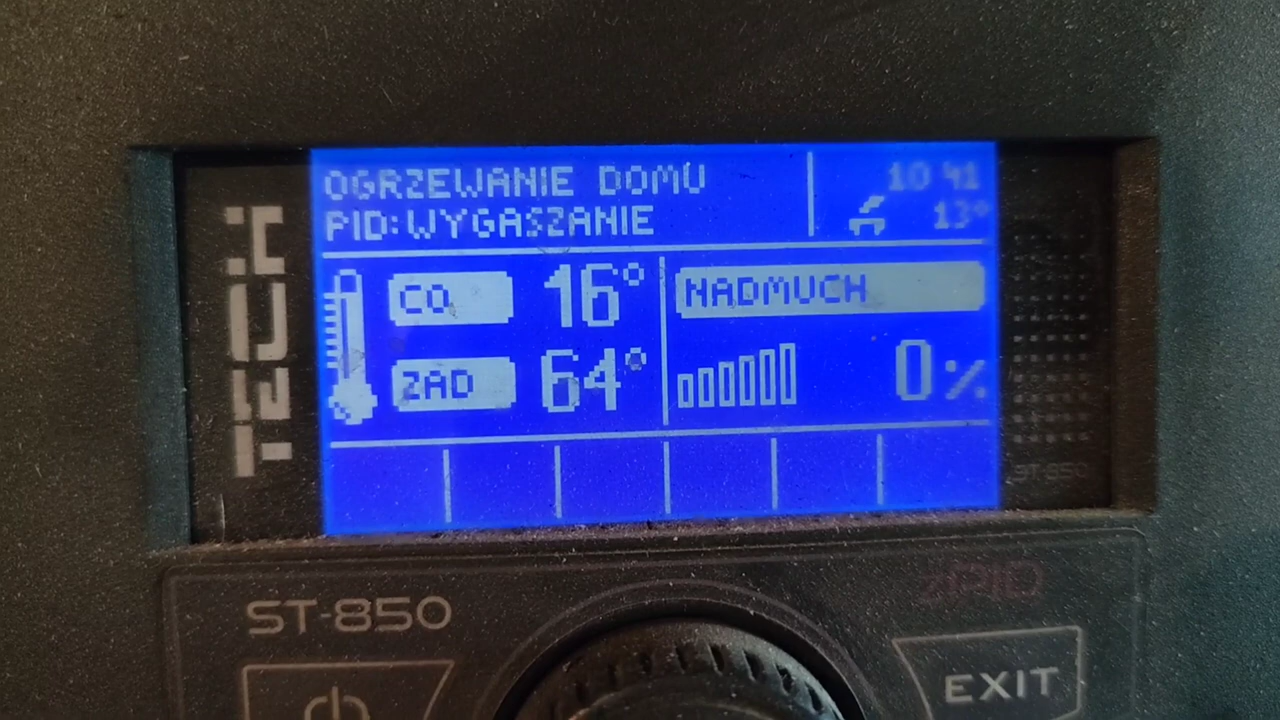 OGRZEWANIE DOMU
PID:WYGASZANIE
10 41
13°
TECH
CO 16°
ZAD 64°
NADMUCH
0%
ST-850
ST-850
zPID
EXIT